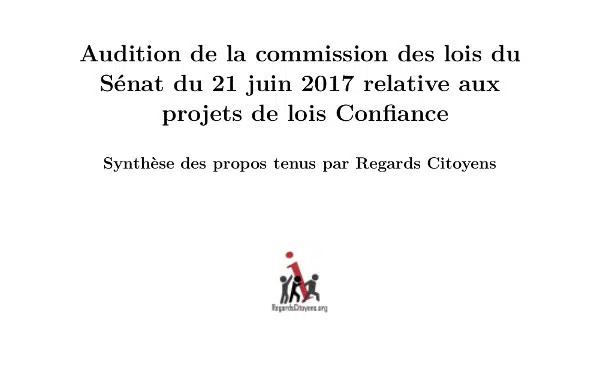 Audition de la commission des lois du
Sénat du 21 juin 2017 relative aux
projets de lois Confiance
Synthèse des propos tenus par Regards Citoyens
RegardsCitoyens.org